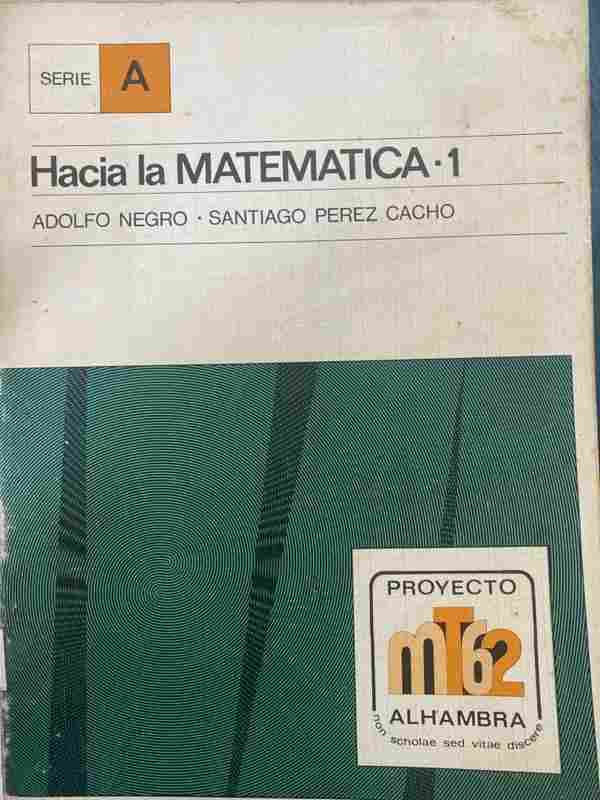 SERIE A
Hacia la MATEMATICA·1
ADOLFO NEGRO · SANTIAGO PEREZ CACHO
PROYECTO
mT62
ALHAMBRA
non scholae sed vitae discere